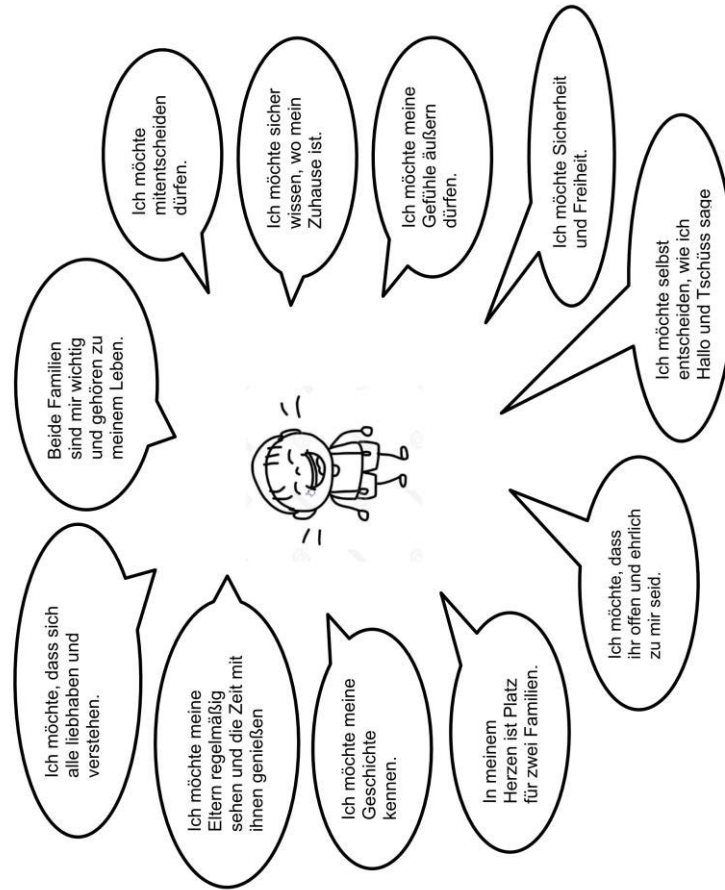 Ich möchte, dass sich
alle liebhaben und
verstehen.
Beide Familien
sind mir wichtig
und gehören zu
meinem Leben.
Ich möchte
mitentscheiden
dürfen.
Ich möchte meine
Eltern regelmäßig
sehen und die Zeit mit
ihnen genießen
Ich möchte sicher
wissen, wo mein
Zuhause ist.
Ich möchte meine
Geschichte
kennen.
Ich möchte meine
Gefühle äußern
dürfen.
In meinem
Herzen ist Platz
für zwei Familien.
Ich möchte Sicherheit
und Freiheit.
Ich möchte, dass
ihr offen und ehrlich
zu mir seid.
Ich möchte selbst
entscheiden, wie ich
Hallo und Tschüss sage